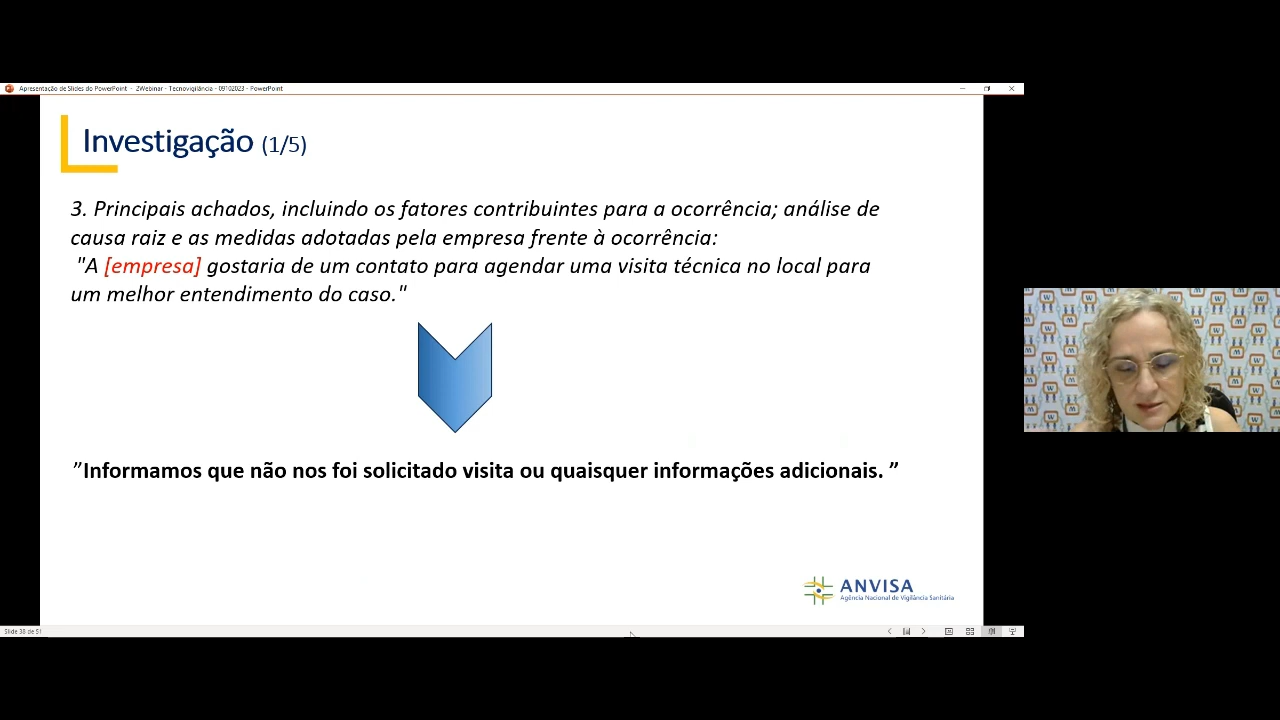 Apresentação de Slides do PowerPoint - 2Webinar - Tecnovigilância - 09102023 - PowerPoint
Investigação (1/5)
3. Principais achados, incluindo os fatores contribuintes para a ocorrência; análise de
causa raiz e as medidas adotadas pela empresa frente à ocorrência:
"A [empresa] gostaria de um contato para agendar uma visita técnica no local para
um melhor entendimento do caso."
”Informamos que não nos foi solicitado visita ou quaisquer informações adicionais. ”
ANVISA
Agência Nacional de Vigilância Sanitária
Slide 38 de 51